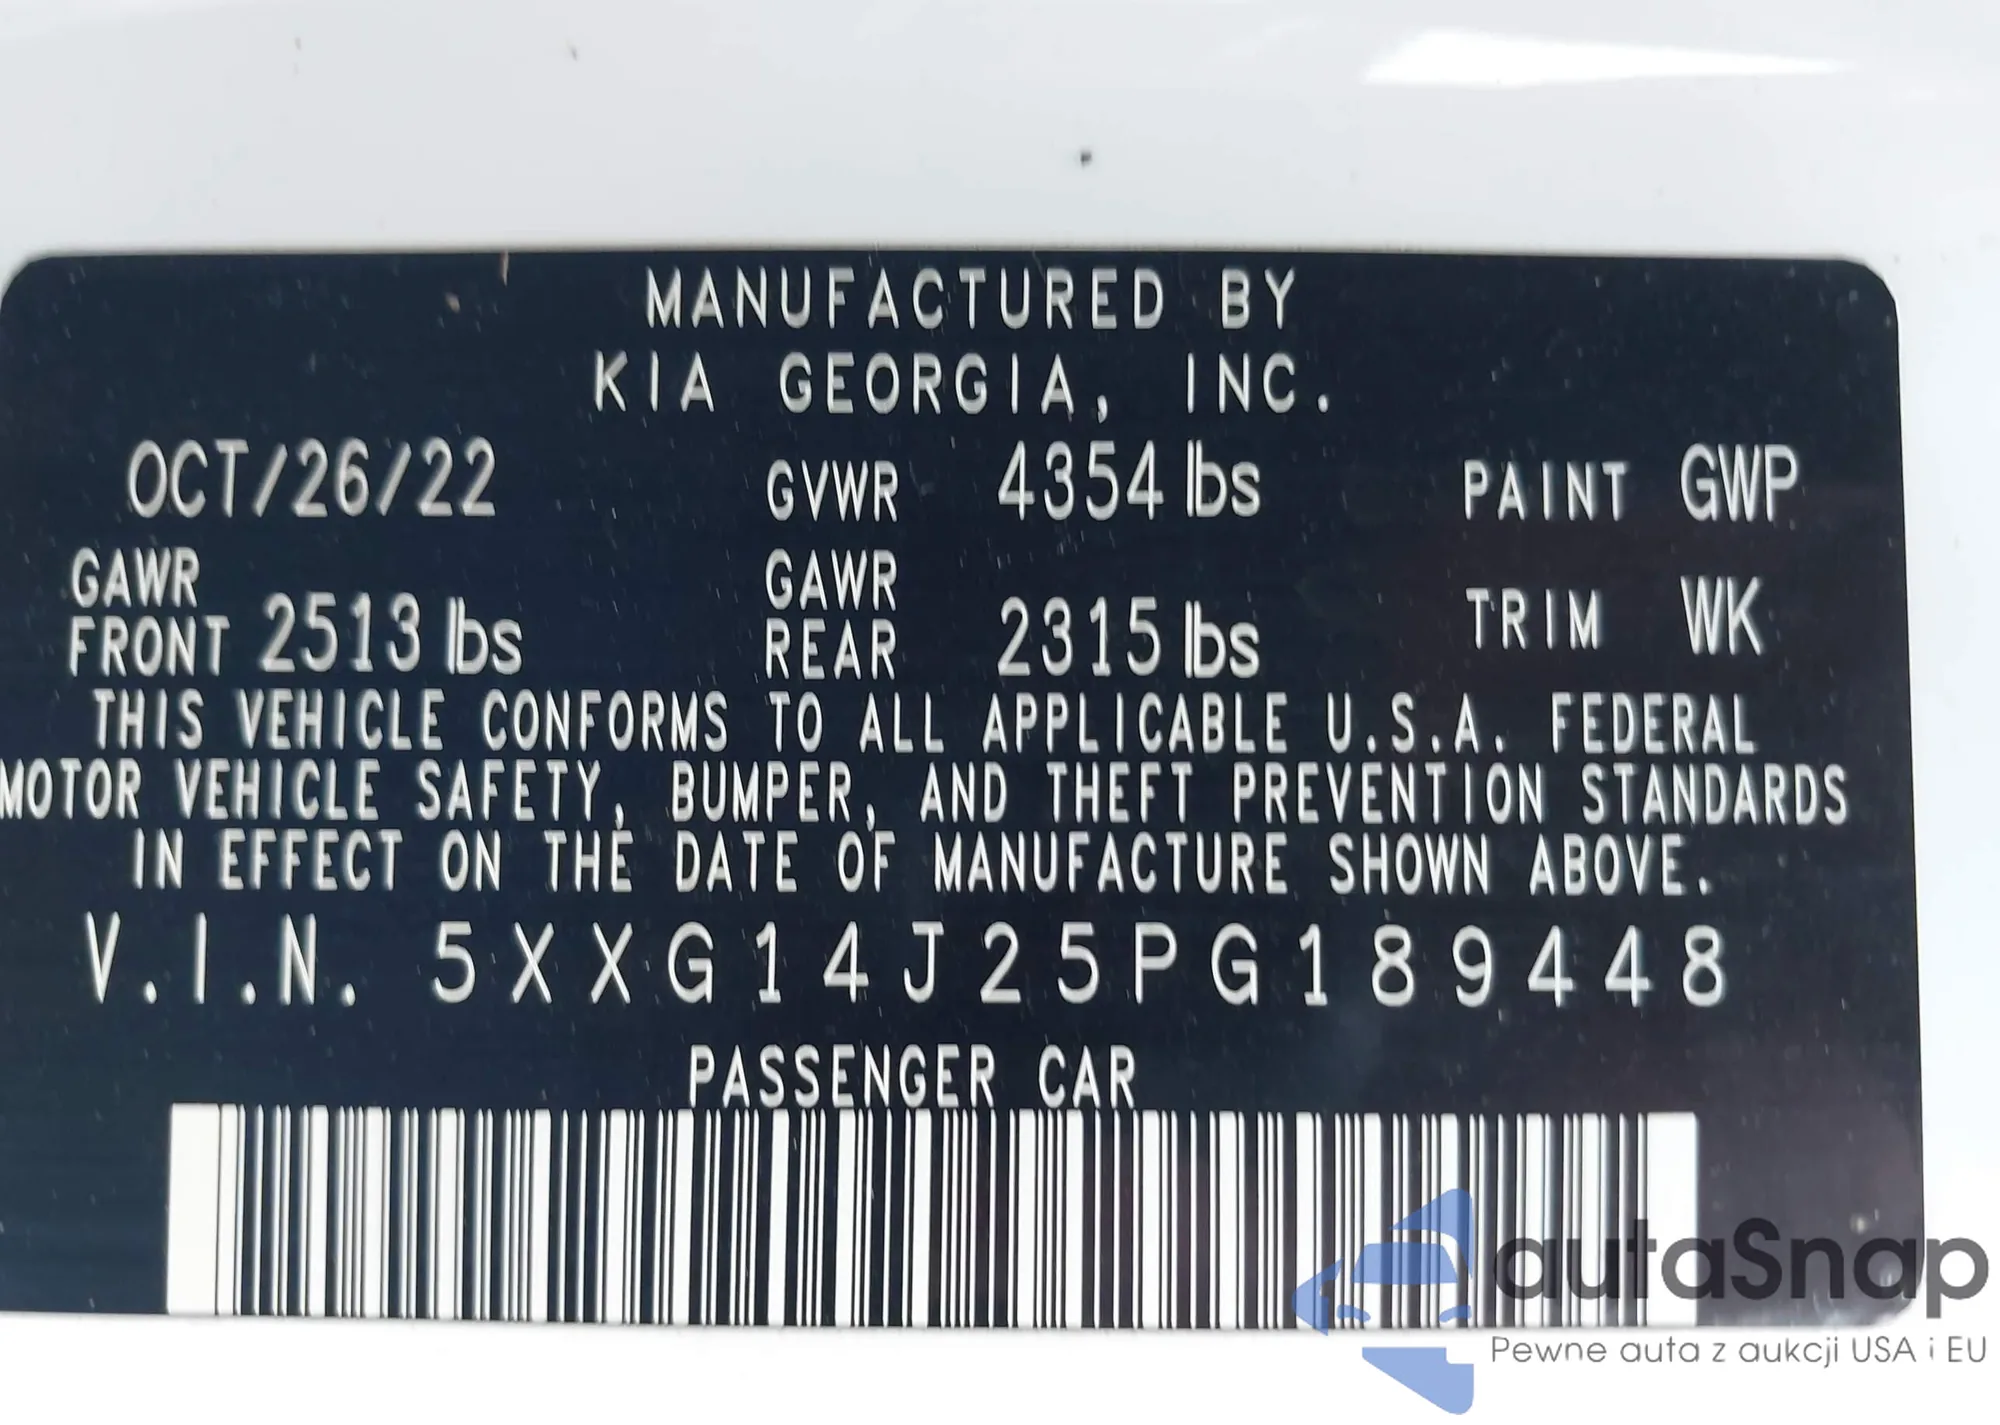 MANUFACTURED BY
KIA GEORGIA, INC.
OCT/26/22 GVWR 4354 lbs PAINT GWP
GAWR FRONT 2513 lbs GAWR REAR 2315 lbs TRIM WK
THIS VEHICLE CONFORMS TO ALL APPLICABLE U.S.A. FEDERAL
MOTOR VEHICLE SAFETY, BUMPER, AND THEFT PREVENTION STANDARDS
IN EFFECT ON THE DATE OF MANUFACTURE SHOWN ABOVE.
V.I.N. 5XXG14J25PG189448
PASSENGER CAR
autaSnap
Pewne auta z aukcji USA i EU